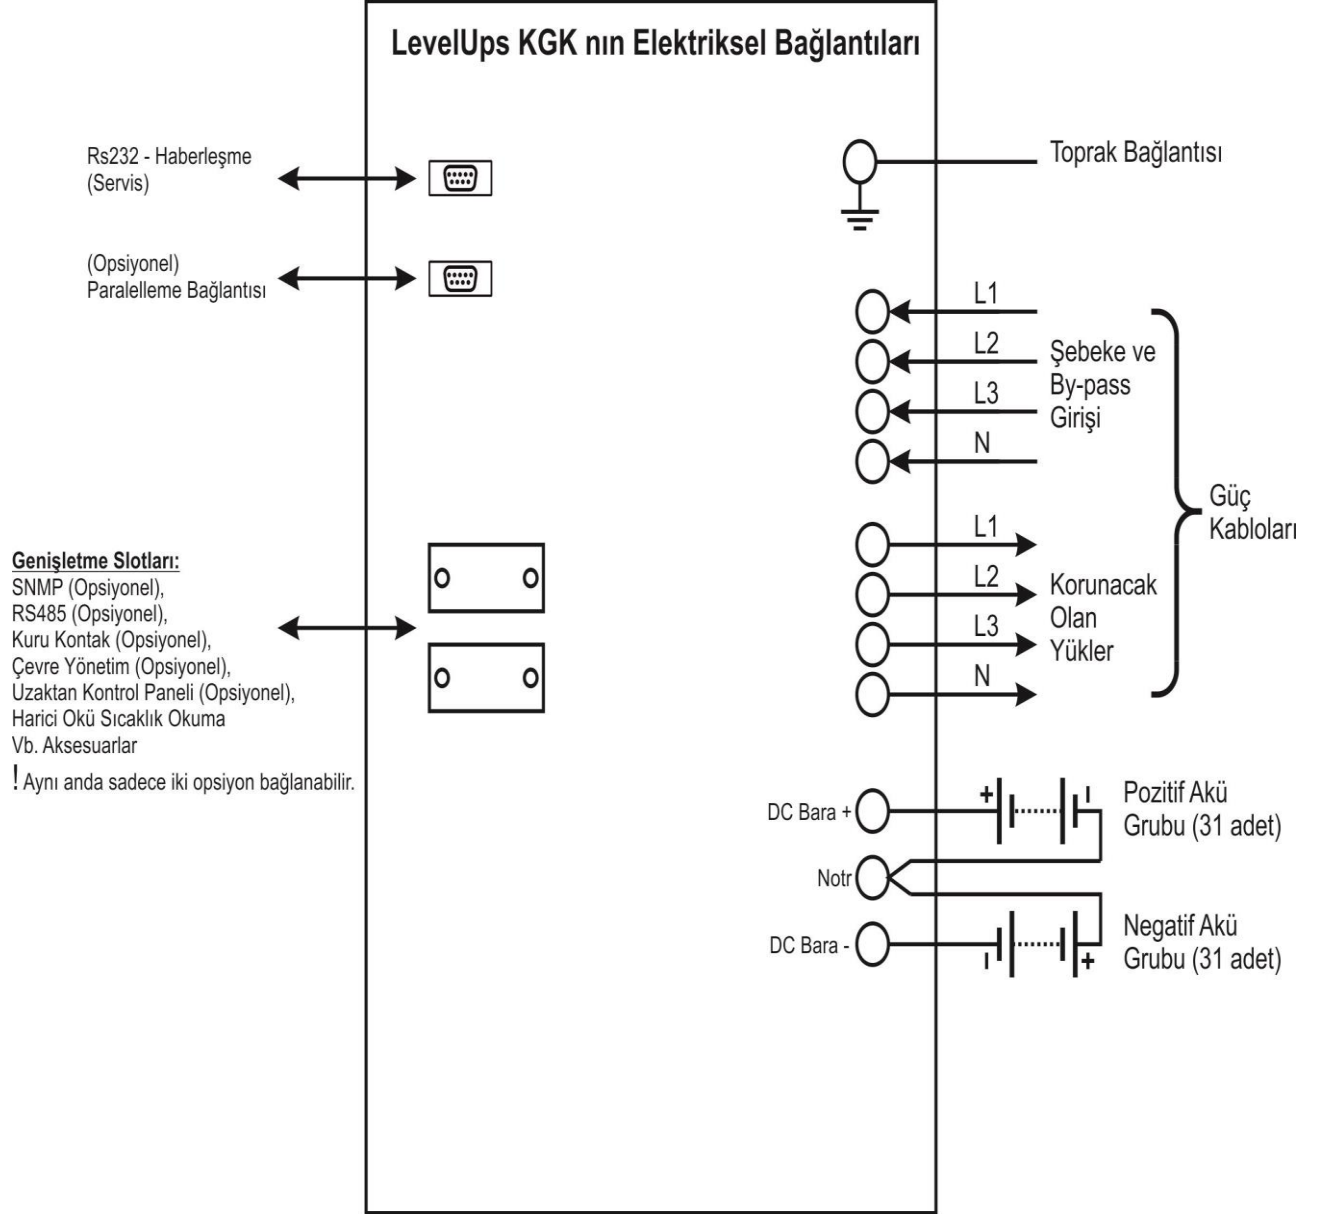 LevelUps KGK nın Elektriksel Bağlantıları
Rs232 - Haberleşme
(Servis)
(Opsiyonel)
Paralelleme Bağlantısı
Genişletme Slotları:
SNMP (Opsiyonel),
RS485 (Opsiyonel),
Kuru Kontak (Opsiyonel),
Çevre Yönetim (Opsiyonel),
Uzaktan Kontrol Paneli (Opsiyonel),
Harici Okü Sıcaklık Okuma
Vb. Aksesuarlar
! Aynı anda sadece iki opsiyon bağlanabilir.
Toprak Bağlantısı
L1
L2
L3
N
Şebeke ve
By-pass
Girişi
L1
L2
L3
N
Korunacak
Olan
Yükler
Güç
Kabloları
DC Bara +
+
-
Pozitif Akü
Grubu (31 adet)
Notr
DC Bara -
-
+
Negatif Akü
Grubu (31 adet)